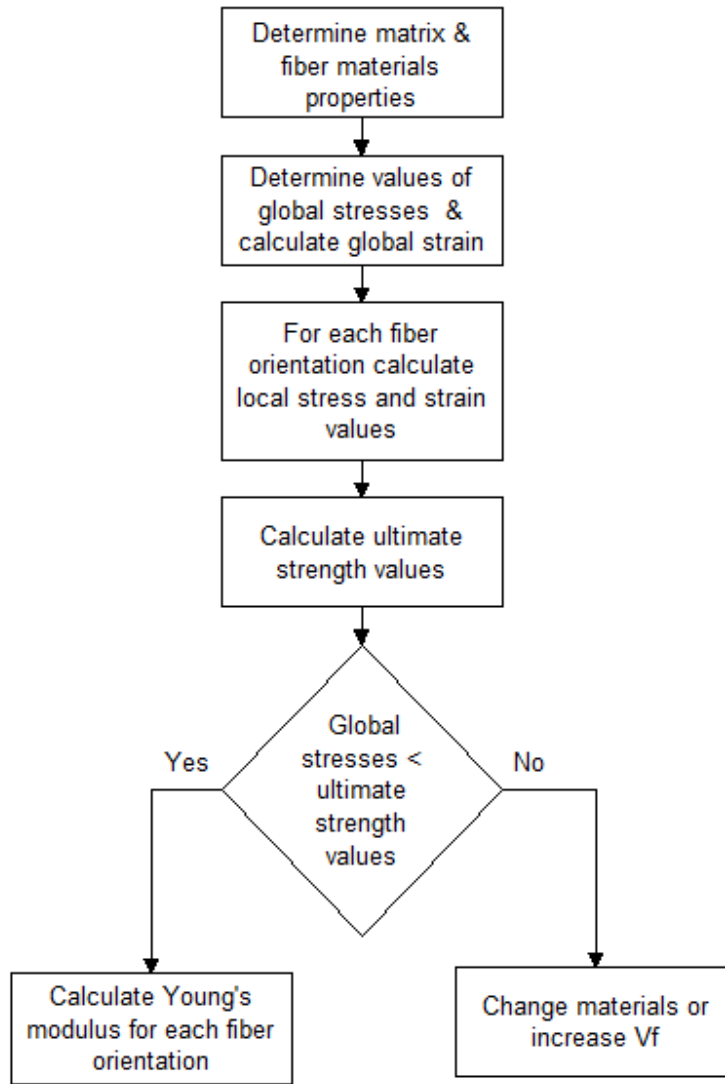 Determine matrix &
fiber materials
properties
Determine values of
global stresses &
calculate global strain
For each fiber
orientation calculate
local stress and strain
values
Calculate ultimate
strength values
Global
stresses <
ultimate
strength
values
Yes
No
Calculate Young's
modulus for each fiber
orientation
Change materials or
increase Vf